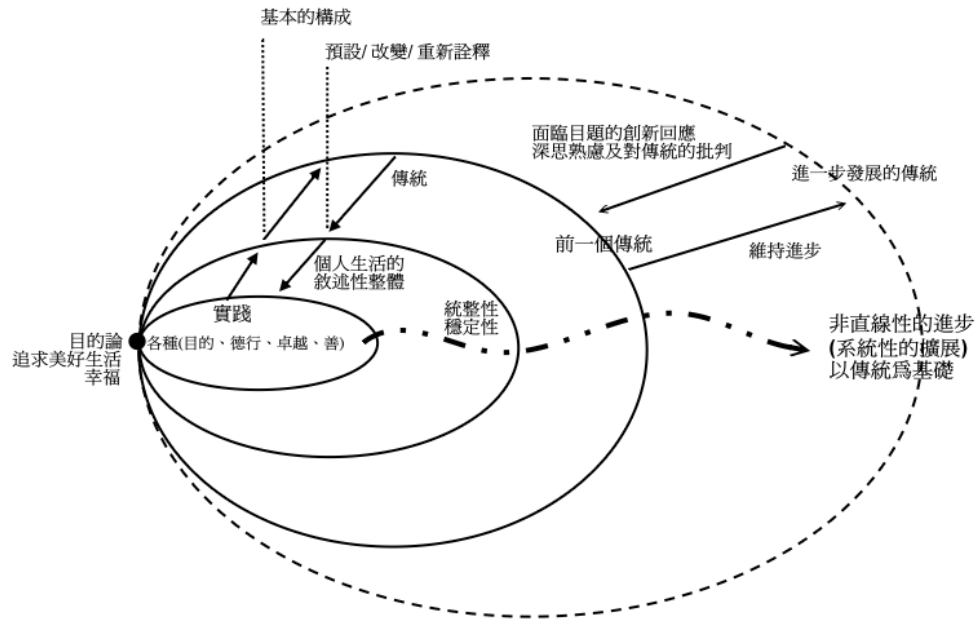 基本的構成
預設/ 改變/ 重新詮釋
面臨目題的創新回應
深思熟慮及對傳統的批判
進一步發展的傳統
傳統
前一個傳統
維持進步
個人生活的
敘述性整體
實踐
統整性
穩定性
目的論
追求美好生活
幸福
各種(目的、德行、卓越、善)
非直線性的進步
(系統性的擴展)
以傳統爲基礎